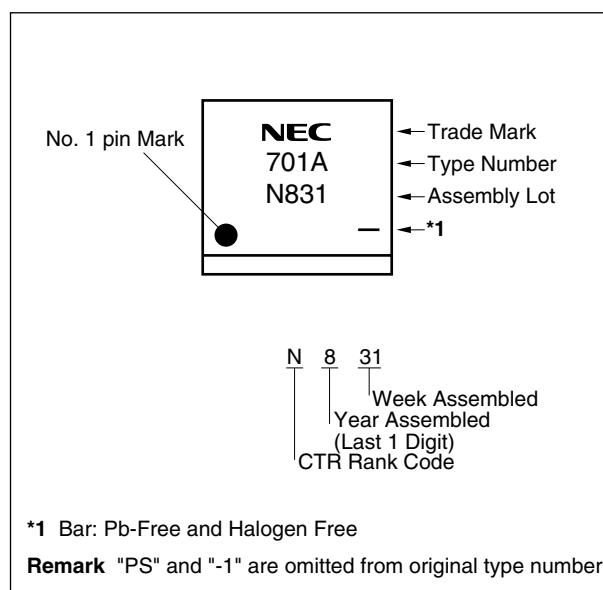 No. 1 pin Mark
NEC
701A
N831
Trade Mark
Type Number
Assembly Lot
*1
N 8 31
Week Assembled
Year Assembled
(Last 1 Digit)
CTR Rank Code
*1 Bar: Pb-Free and Halogen Free
Remark "PS" and "-1" are omitted from original type number